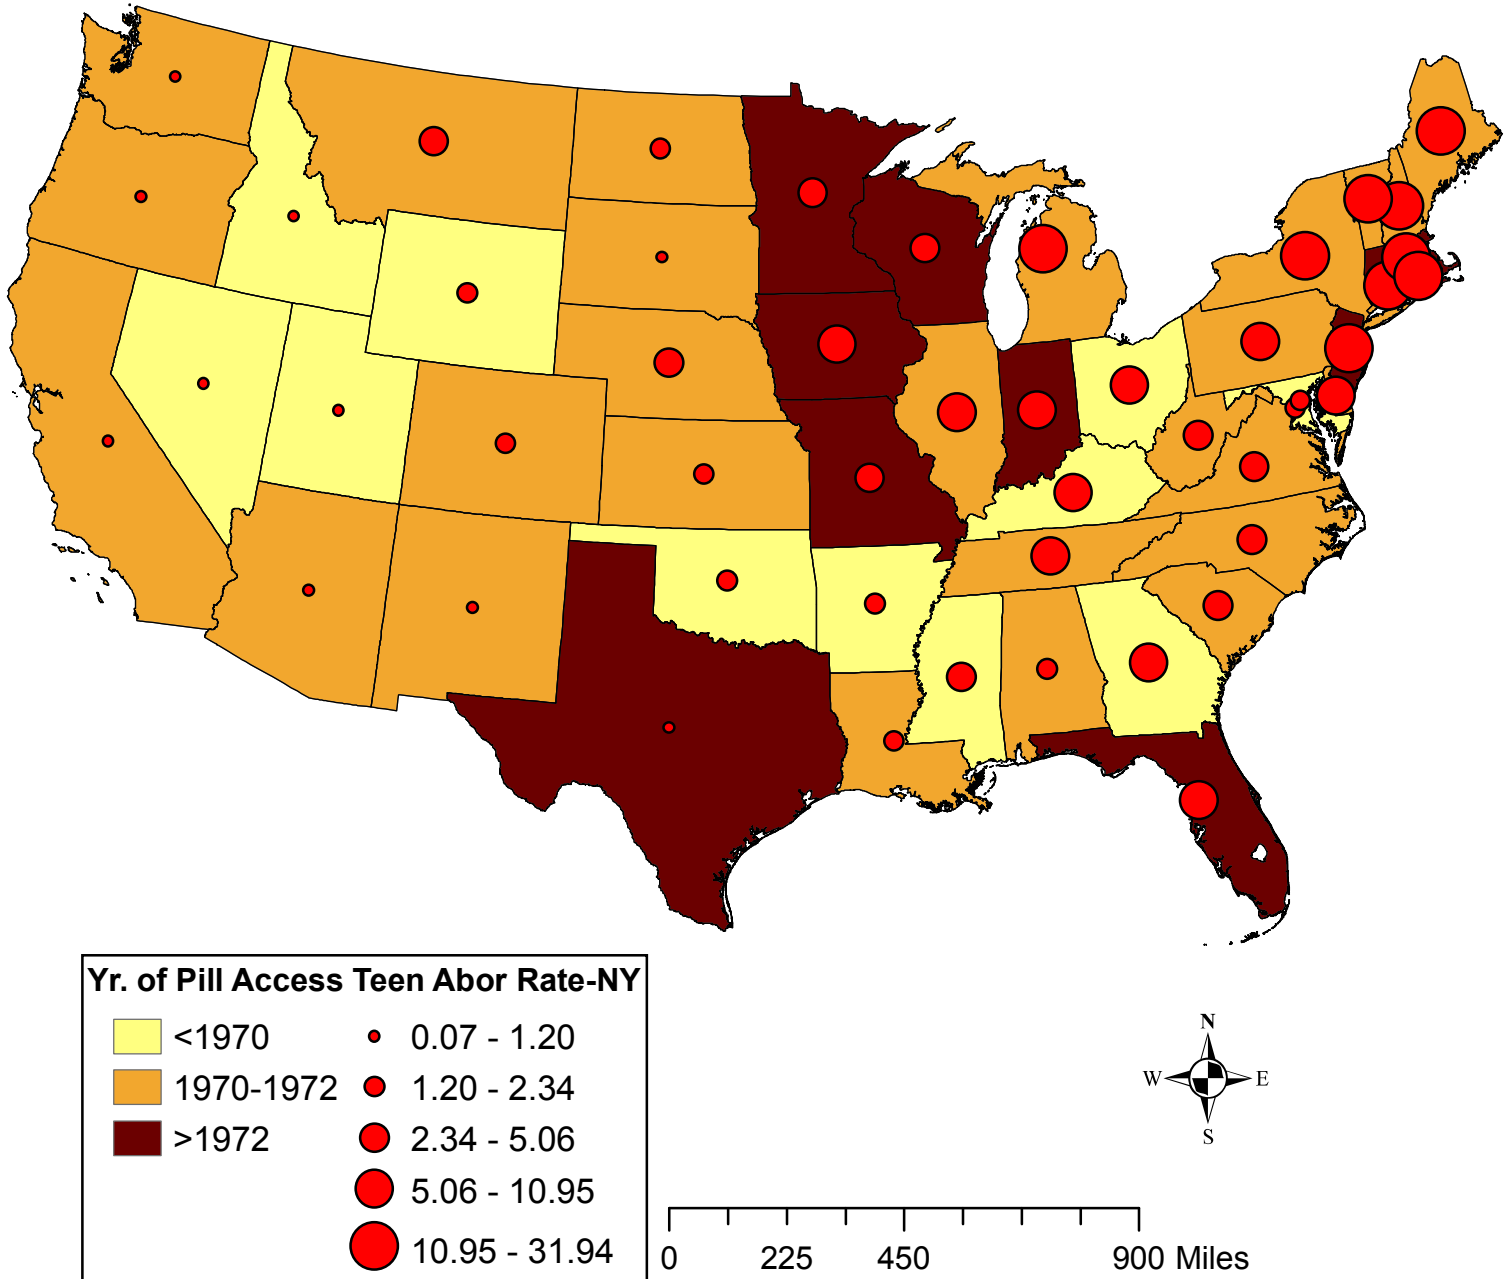 Yr. of Pill Access Teen Abor Rate-NY
<1970 0.07 - 1.20
1970-1972 1.20 - 2.34
>1972 2.34 - 5.06
5.06 - 10.95
10.95 - 31.94
N
W E
S
0 225 450 900 Miles